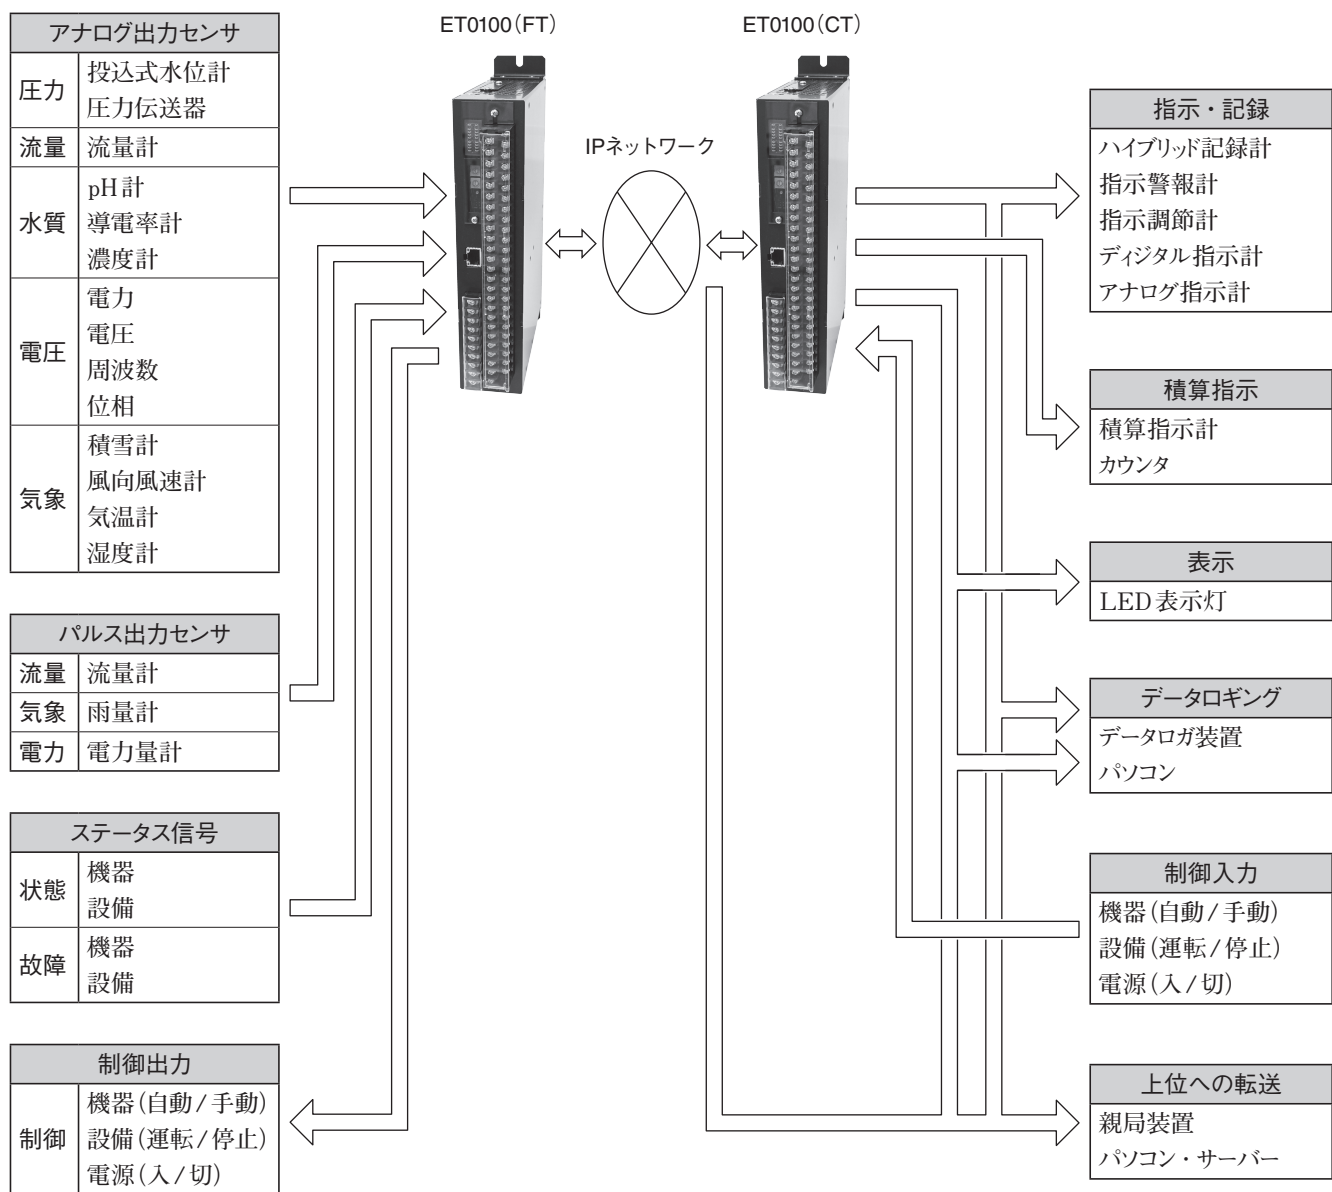 アナログ出力センサ
圧力
投込式水位計
圧力伝送器
流量
流量計
水質
pH計
導電率計
濃度計
電圧
電力
電圧
周波数
位相
気象
積雪計
風向風速計
気温計
湿度計
パルス出力センサ
流量
流量計
気象
雨量計
電力
電力量計
ステータス信号
状態
機器
設備
故障
機器
設備
制御出力
制御
機器(自動/手動)
設備(運転/停止)
電源(入/切)
ET0100(FT)
IPネットワーク
ET0100(CT)
指示・記録
ハイブリッド記録計
指示警報計
指示調節計
ディジタル指示計
アナログ指示計
積算指示
積算指示計
カウンタ
表示
LED表示灯
データロギング
データロガ装置
パソコン
制御入力
機器(自動/手動)
設備(運転/停止)
電源(入/切)
上位への転送
親局装置
パソコン・サーバー